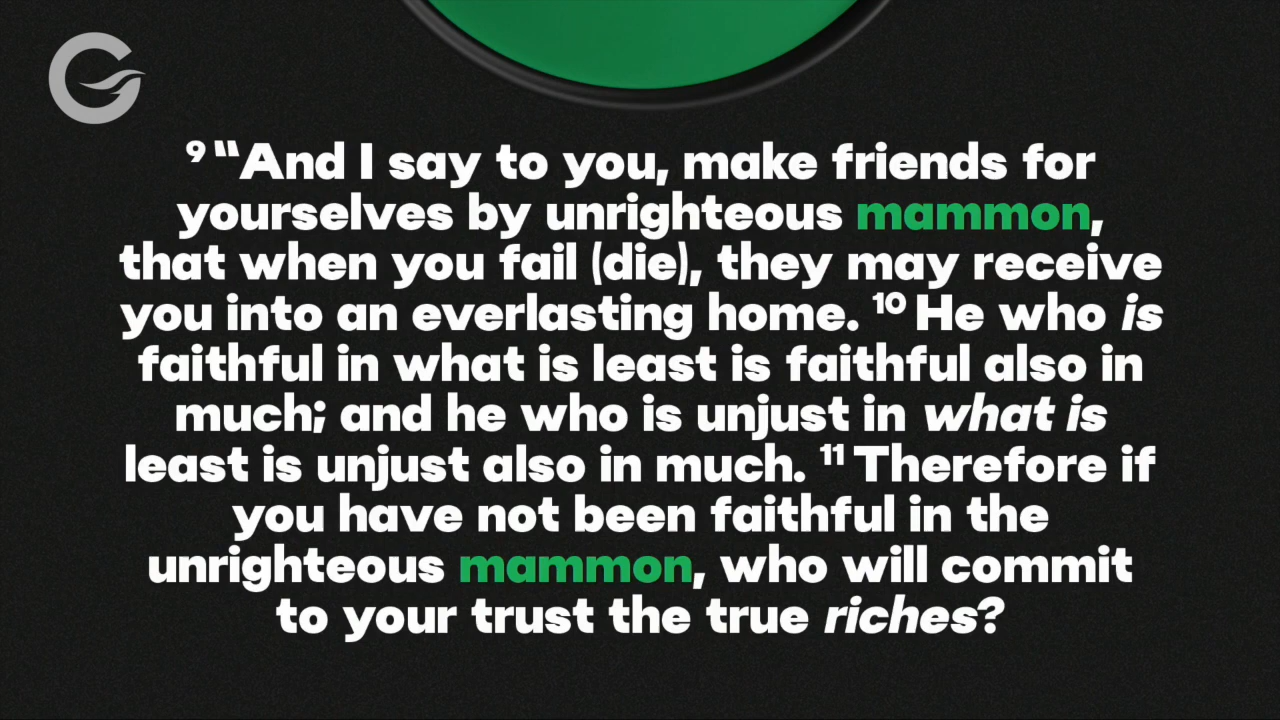 ⁹ “And I say to you, make friends for
yourselves by unrighteous mammon,
that when you fail (die), they may receive
you into an everlasting home. ¹⁰ He who is
faithful in what is least is faithful also in
much; and he who is unjust in what is
least is unjust also in much. ¹¹ Therefore if
you have not been faithful in the
unrighteous mammon, who will commit
to your trust the true riches?